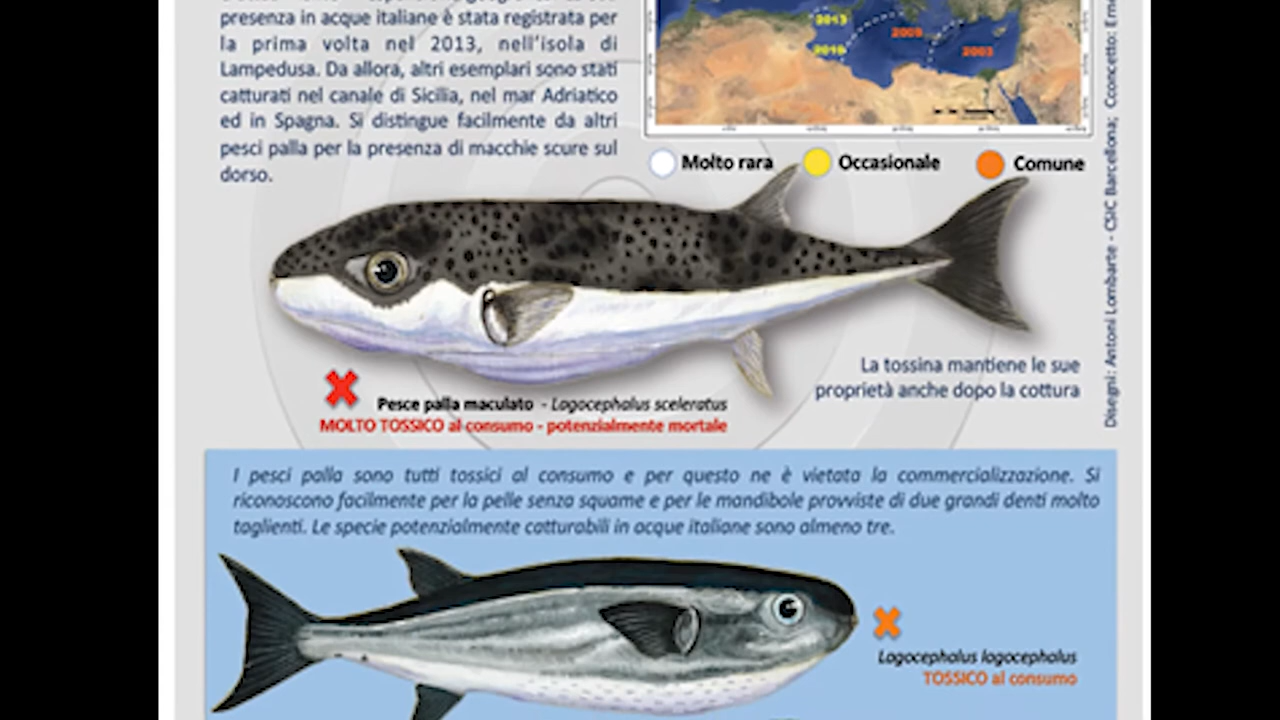 presenza in acque italiane è stata registrata per
la prima volta nel 2013, nell'isola di
Lampedusa. Da allora, altri esemplari sono stati
catturati nel canale di Sicilia, nel mar Adriatico
ed in Spagna. Si distingue facilmente da altri
pesci palla per la presenza di macchie scure sul
dorso.
2013
2005
2003
Molto rara
Occasionale
Comune
Disegni: Antoni Lombarte - CSIC Barcellona; Cconcetto:
La tossina mantiene le sue
proprietà anche dopo la cottura
Pesce palla maculato - Lagocephalus sceleratus
MOLTO TOSSICO al consumo - potenzialmente mortale
I pesci palla sono tutti tossici al consumo e per questo ne è vietata la commercializzazione. Si
riconoscono facilmente per la pelle senza squame e per le mandibole provviste di due grandi denti molto
taglienti. Le specie potenzialmente catturabili in acque italiane sono almeno tre.
Lagocephalus lagocephalus
TOSSICO al consumo